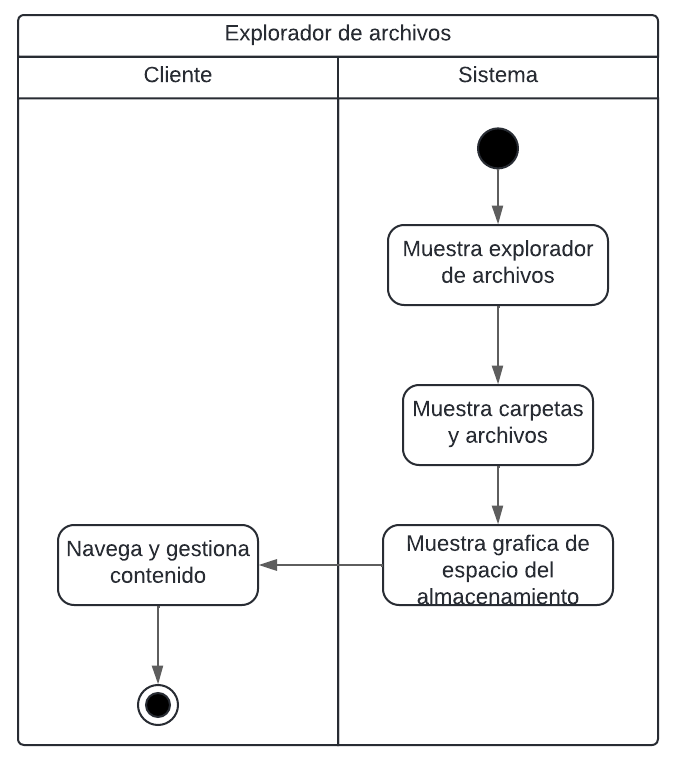 Explorador de archivos
Cliente
Sistema
Muestra explorador
de archivos
Muestra carpetas
y archivos
Muestra grafica de
espacio del
almacenamiento
Navega y gestiona
contenido